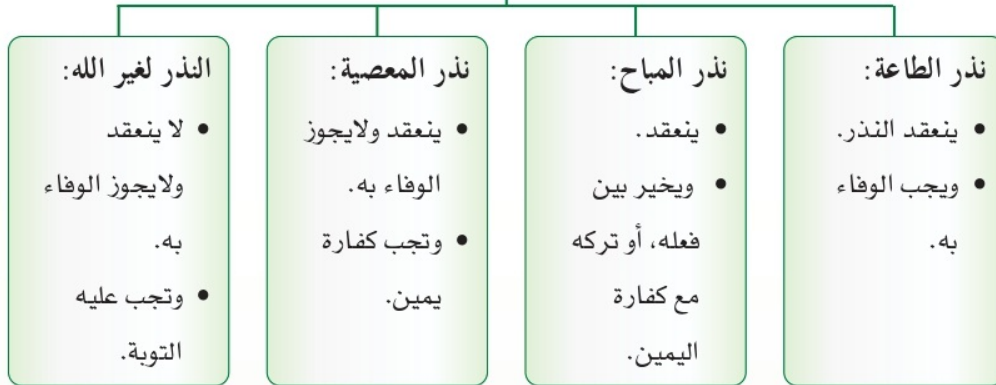 نذر الطاعة:
• ينعقد النذر.
• ويجب الوفاء
به.
نذر المباح:
• ينعقد.
• ويخير بين
فعله، أو تركه
مع كفارة
اليمين.
نذر المعصية:
• ينعقد ولايجوز
الوفاء به.
• وتجب كفارة
يمين.
النذر لغير الله:
• لا ينعقد
ولايجوز الوفاء
به.
• وتجب عليه
التوبة.